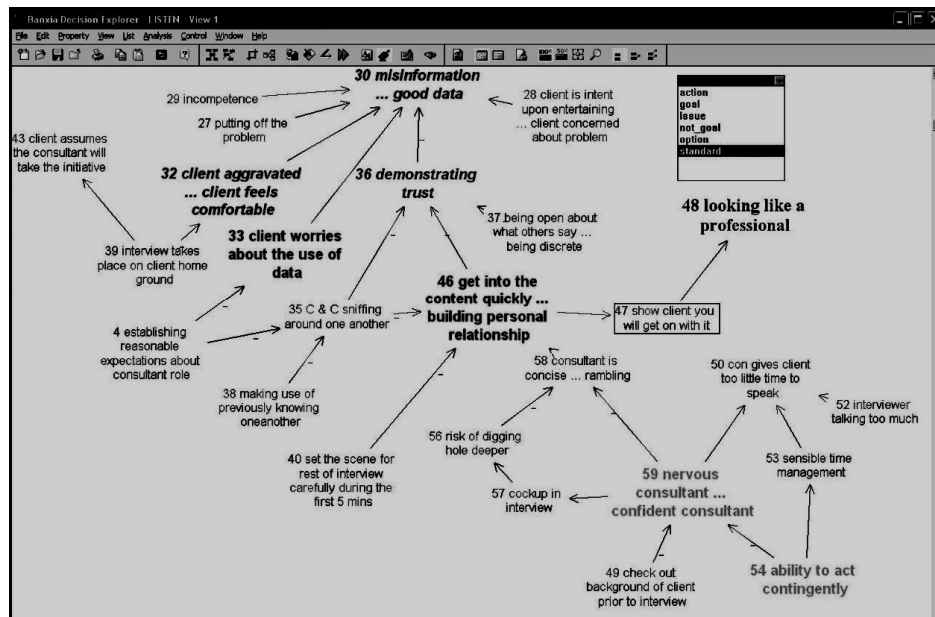 Banxia Decision Explorer - LISTEN - View 1
File Edit Property View List Analysis Control Window Help
30 misinformation
... good data
29 incompetence
28 client is intent
upon entertaining
... client concerned
about problem
27 putting off the
problem
action
goal
issue
not_goal
option
standard
43 client assumes
the consultant will
take the initiative
32 client aggravated
... client feels
comfortable
36 demonstrating
trust
48 looking like a
professional
37 being open about
what others say ...
being discrete
39 interview takes
place on client home
ground
33 client worries
about the use of
data
46 get into the
content quickly ...
building personal
relationship
35 C & C sniffing
around one another
47 show client you
will get on with it
4 establishing
reasonable
expectations about
consultant role
58 consultant is
concise ... rambling
50 con gives client
too little time to
speak
38 making use of
previously knowing
oneanother
52 interviewer
talking too much
56 risk of digging
hole deeper
40 set the scene for
rest of interview
carefully during the
first 5 mins
53 sensible time
management
59 nervous
consultant ...
confident consultant
57 cockup in
interview
49 check out
background of client
prior to interview
54 ability to act
contingently